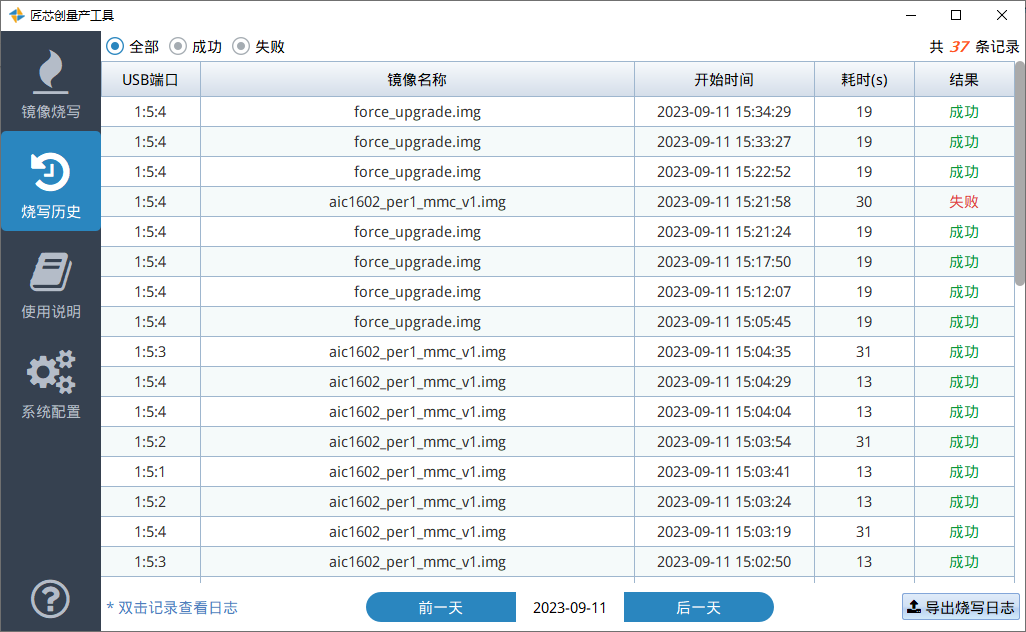 匠芯创量产工具
全部 成功 失败 共 37 条记录
USB端口 镜像名称 开始时间 耗时(s) 结果
1:5:4 force_upgrade.img 2023-09-11 15:34:29 19 成功
1:5:4 force_upgrade.img 2023-09-11 15:33:27 19 成功
1:5:4 force_upgrade.img 2023-09-11 15:22:52 19 成功
1:5:4 aic1602_per1_mmc_v1.img 2023-09-11 15:21:58 30 失败
1:5:4 force_upgrade.img 2023-09-11 15:21:24 19 成功
1:5:4 force_upgrade.img 2023-09-11 15:17:50 19 成功
1:5:4 force_upgrade.img 2023-09-11 15:12:07 19 成功
1:5:4 force_upgrade.img 2023-09-11 15:05:45 19 成功
1:5:3 aic1602_per1_mmc_v1.img 2023-09-11 15:04:35 31 成功
1:5:4 aic1602_per1_mmc_v1.img 2023-09-11 15:04:29 13 成功
1:5:4 aic1602_per1_mmc_v1.img 2023-09-11 15:04:04 13 成功
1:5:2 aic1602_per1_mmc_v1.img 2023-09-11 15:03:54 31 成功
1:5:1 aic1602_per1_mmc_v1.img 2023-09-11 15:03:41 13 成功
1:5:2 aic1602_per1_mmc_v1.img 2023-09-11 15:03:24 13 成功
1:5:4 aic1602_per1_mmc_v1.img 2023-09-11 15:03:19 31 成功
1:5:3 aic1602_per1_mmc_v1.img 2023-09-11 15:02:50 13 成功
* 双击记录查看日志 前一天 2023-09-11 后一天 导出烧写日志
镜像烧写
烧写历史
使用说明
系统配置